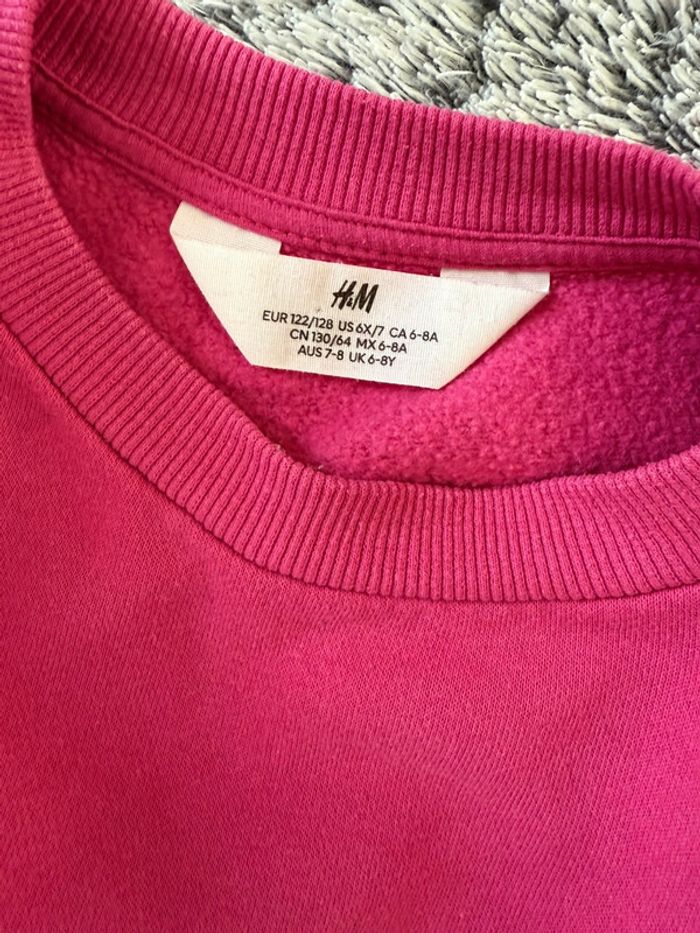 H&M
EUR 122/128 US 6X/7 CA 6-8A
CN 130/64 MX 6-8A
AUS 7-8 UK 6-8Y